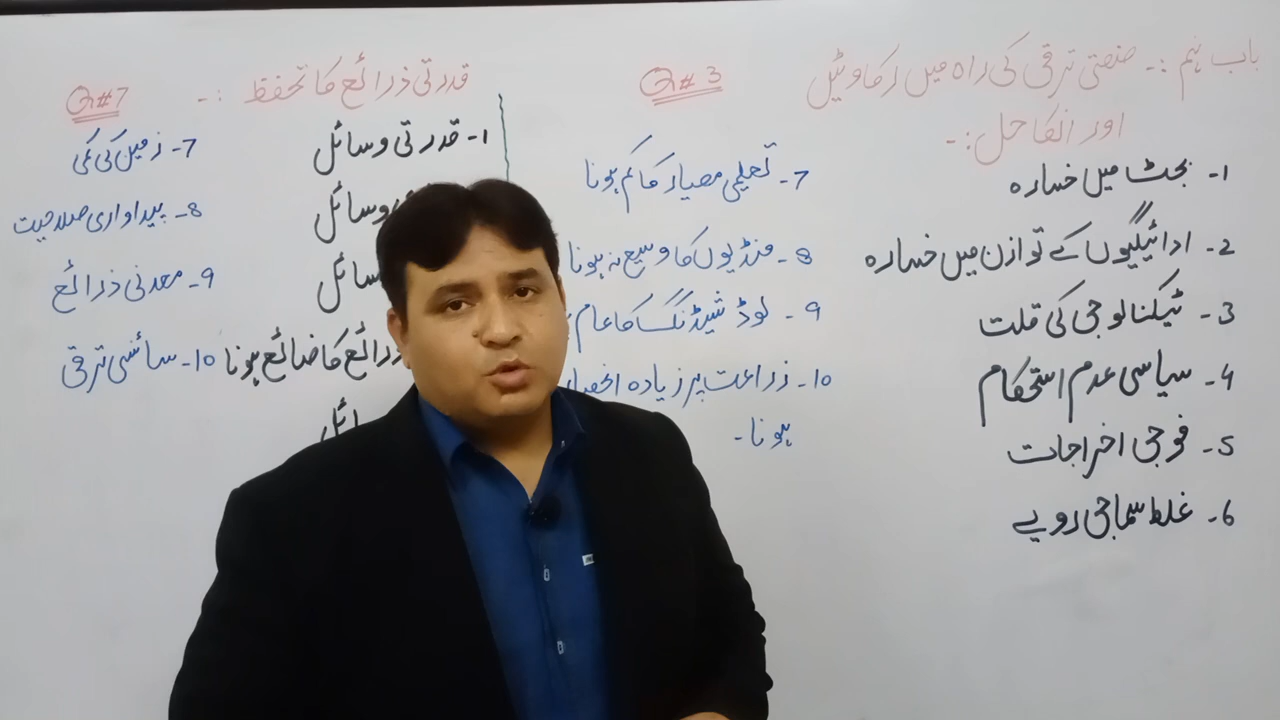 باب نہم :۔ صنعتی ترقی کی راہ میں رکاوٹیں
اور انکا حل:۔
Q#3
1۔ بجٹ میں خسارہ
2۔ ادائیگیوں کے توازن میں خسارہ
3۔ ٹیکنالوجی کی قلت
4۔ سیاسی عدم استحکام
5۔ فوجی اخراجات
6۔ غلط سماجی رویے
7۔ تعلیمی معیار کا کم ہونا
8۔ منڈیوں کا وسیع نہ ہونا
9۔ لوڈ شیڈنگ کا عام
10۔ زراعت پر زیادہ
ہونا۔
قدرتی ذرائع کا تحفظ :۔
Q#7
1۔ قدرتی وسائل
وسائل
ذرائع کا ضائع ہونا
7۔ زمین کی کمی
8۔ پیداواری صلاحیت
9۔ معدنی ذرائع
10۔ سائنسی ترقی